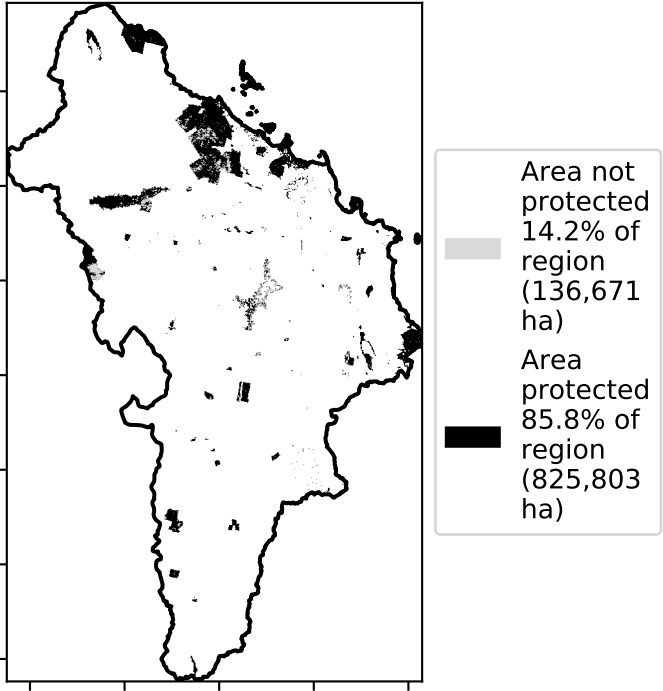 Area not
protected
14.2% of
region
(136,671
ha)
Area
protected
85.8% of
region
(825,803
ha)